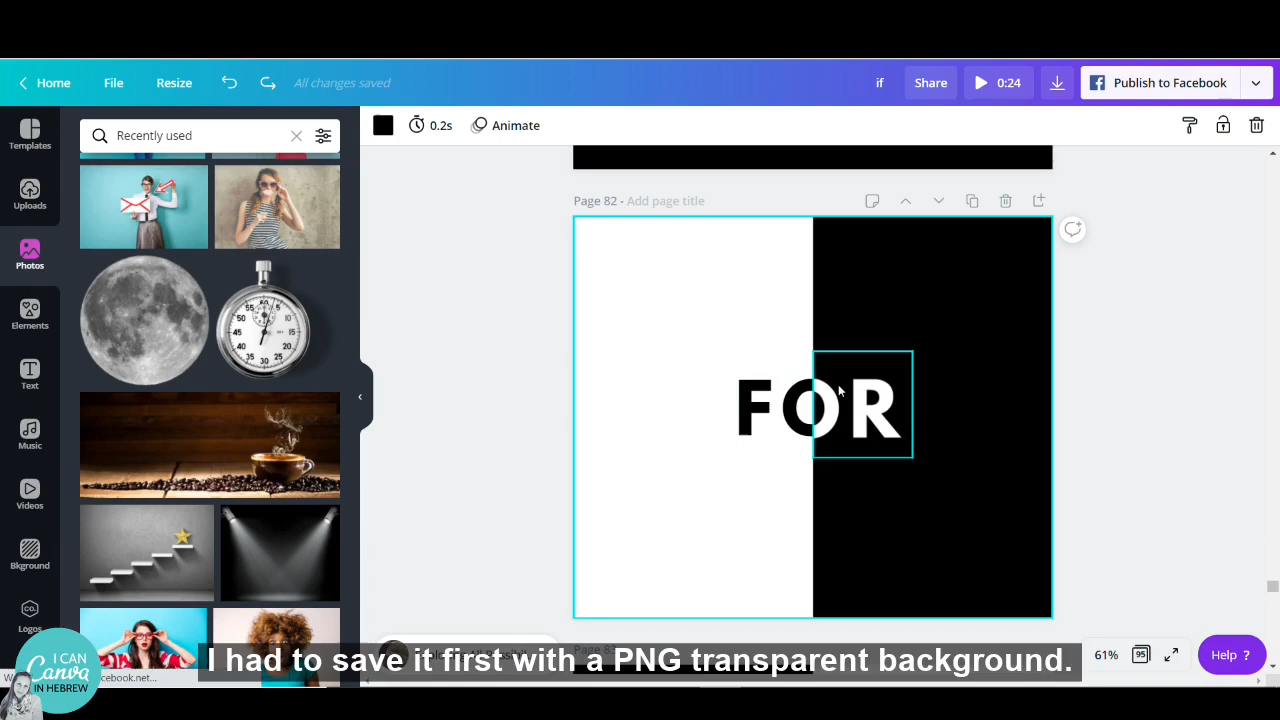 Home File Resize All changes saved if Share 0:24 Publish to Facebook
Recently used
0.2s Animate
Templates
Uploads
Photos
Elements
Text
Music
Videos
Bkground
co.
Logos
Page 82 - Add page title
FOR
61% 95 Help ?
I had to save it first with a PNG transparent background.
I CAN
Canva
IN HEBREW
facebook.net...